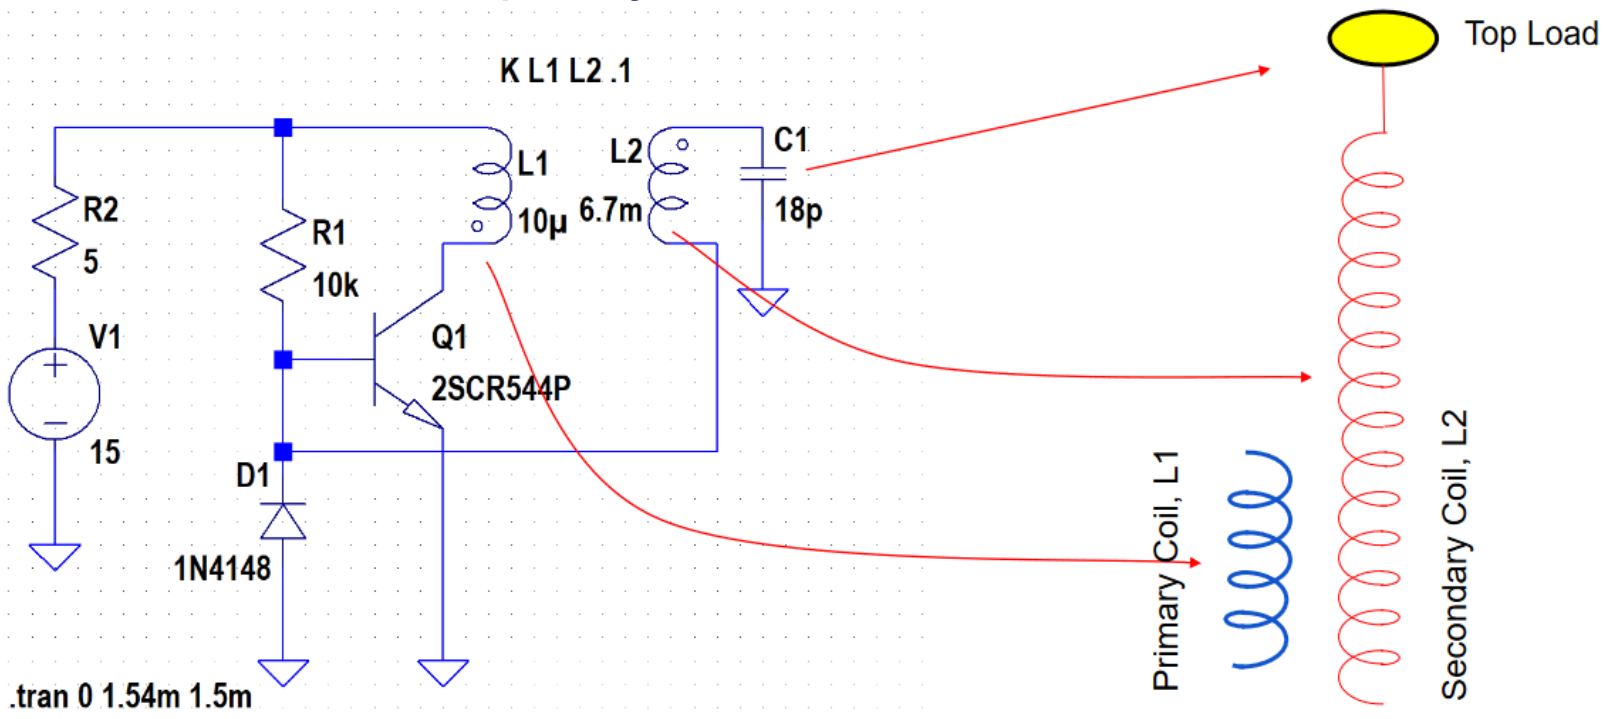 K L1 L2 .1
Top Load
R2
5
R1
10k
L1
10µ
L2
6.7m
C1
18p
V1
15
Q1
2SCR544P
D1
1N4148
Primary Coil, L1
Secondary Coil, L2
.tran 0 1.54m 1.5m